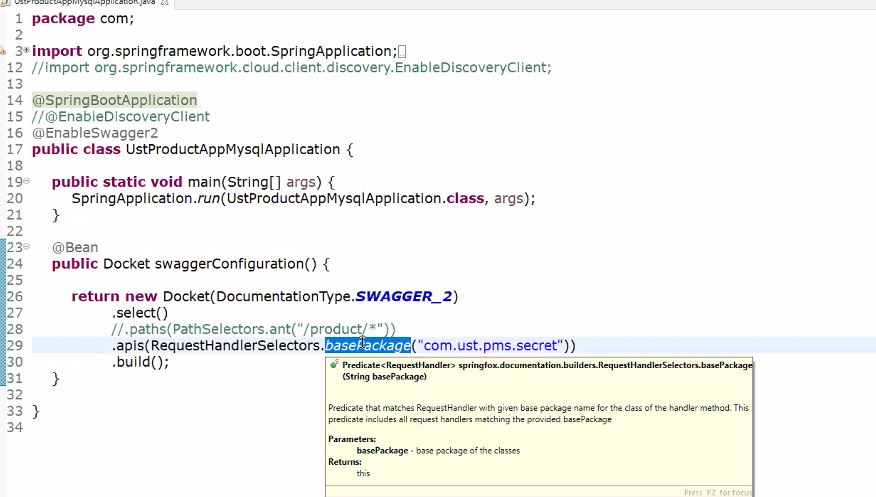 UstProductAppMysqlApplication.java
1 package com;
2
3 import org.springframework.boot.SpringApplication;
12 //import org.springframework.cloud.client.discovery.EnableDiscoveryClient;
13
14 @SpringBootApplication
15 //@EnableDiscoveryClient
16 @EnableSwagger2
17 public class UstProductAppMysqlApplication {
18
19 public static void main(String[] args) {
20 SpringApplication.run(UstProductAppMysqlApplication.class, args);
21 }
22
23 @Bean
24 public Docket swaggerConfiguration() {
25
26 return new Docket(DocumentationType.SWAGGER_2)
27 .select()
28 //.paths(PathSelectors.ant("/product/*"))
29 .apis(RequestHandlerSelectors.basePackage("com.ust.pms.secret"))
30 .build();
31 }
32
33 }
34
Predicate<RequestHandler> springfox.documentation.builders.RequestHandlerSelectors.basePackage
(String basePackage)
Predicate that matches RequestHandler with given base package name for the class of the handler method. This
predicate includes all request handlers matching the provided basePackage
Parameters:
basePackage - base package of the classes
Returns:
this
Press 'F2' for focus